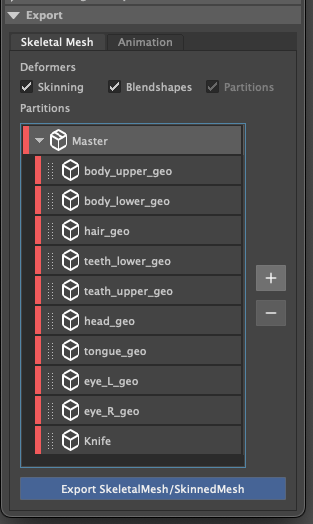 Export
Skeletal Mesh Animation
Deformers
Skinning Blendshapes Partitions
Partitions
Master
body_upper_geo
body_lower_geo
hair_geo
teeth_lower_geo
teath_upper_geo
head_geo
tongue_geo
eye_L_geo
eye_R_geo
Knife
+
−
Export SkeletalMesh/SkinnedMesh